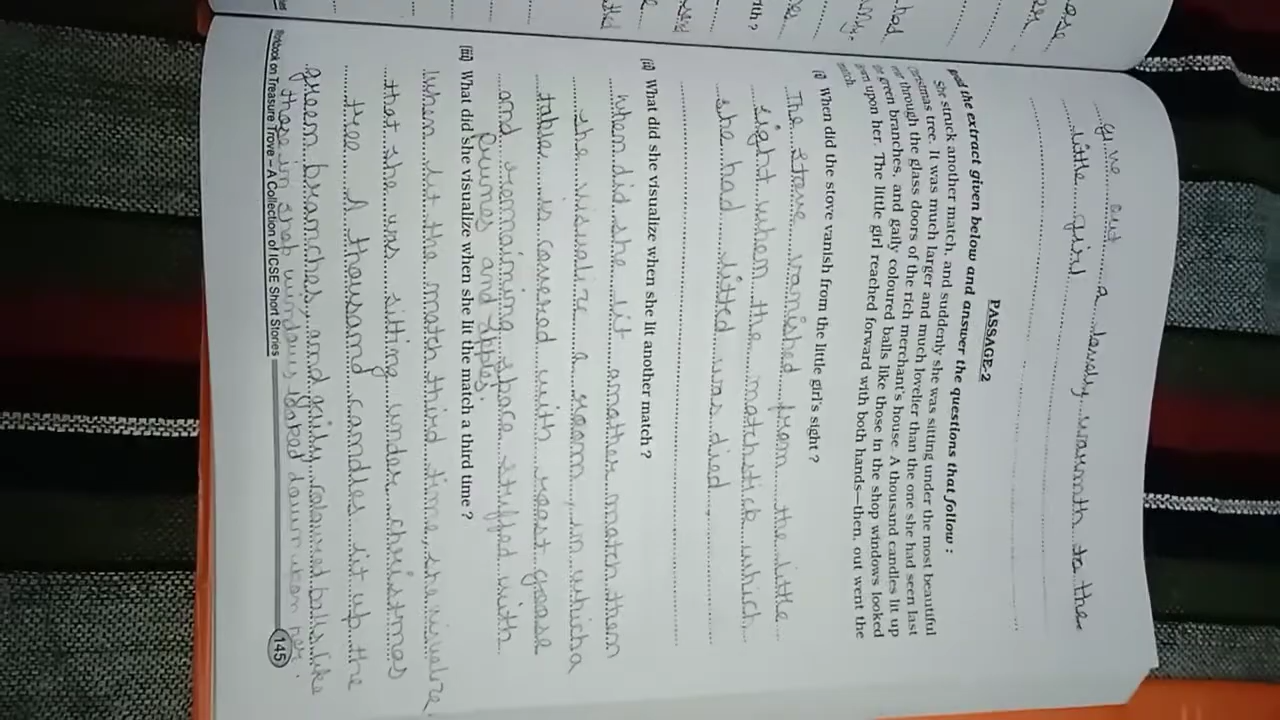 give out a lovely warmth to the
little girl
PASSAGE-2
the extract given below and answer the questions that follow :
She struck another match, and suddenly she was sitting under the most beautiful
tree. It was much larger and much lovelier than the one she had seen last
through the glass doors of the rich merchant's house. A thousand candles lit up
green branches, and gaily coloured balls like those in the shop windows looked
upon her. The little girl reached forward with both hands—then, out went the
match.
(i) When did the stove vanish from the little girl's sight ?
The stove vanished from the little
sight when the matchstick which
she had litted was died
(ii) What did she visualize when she lit another match ?
when did she lit another match then
she visualize a room, in which a
table is covered with roast goose
and remaining space stuffed with
Prunes and apples.
(iii) What did she visualize when she lit the match a third time ?
When lit the match third time, she visualize
that she was sitting under christmas
tree A thousand candles lit up the
green branches, and gaily coloured balls like
those in shop windows looked down upon her.
Workbook on Treasure Trove – A Collection of ICSE Short Stories
145